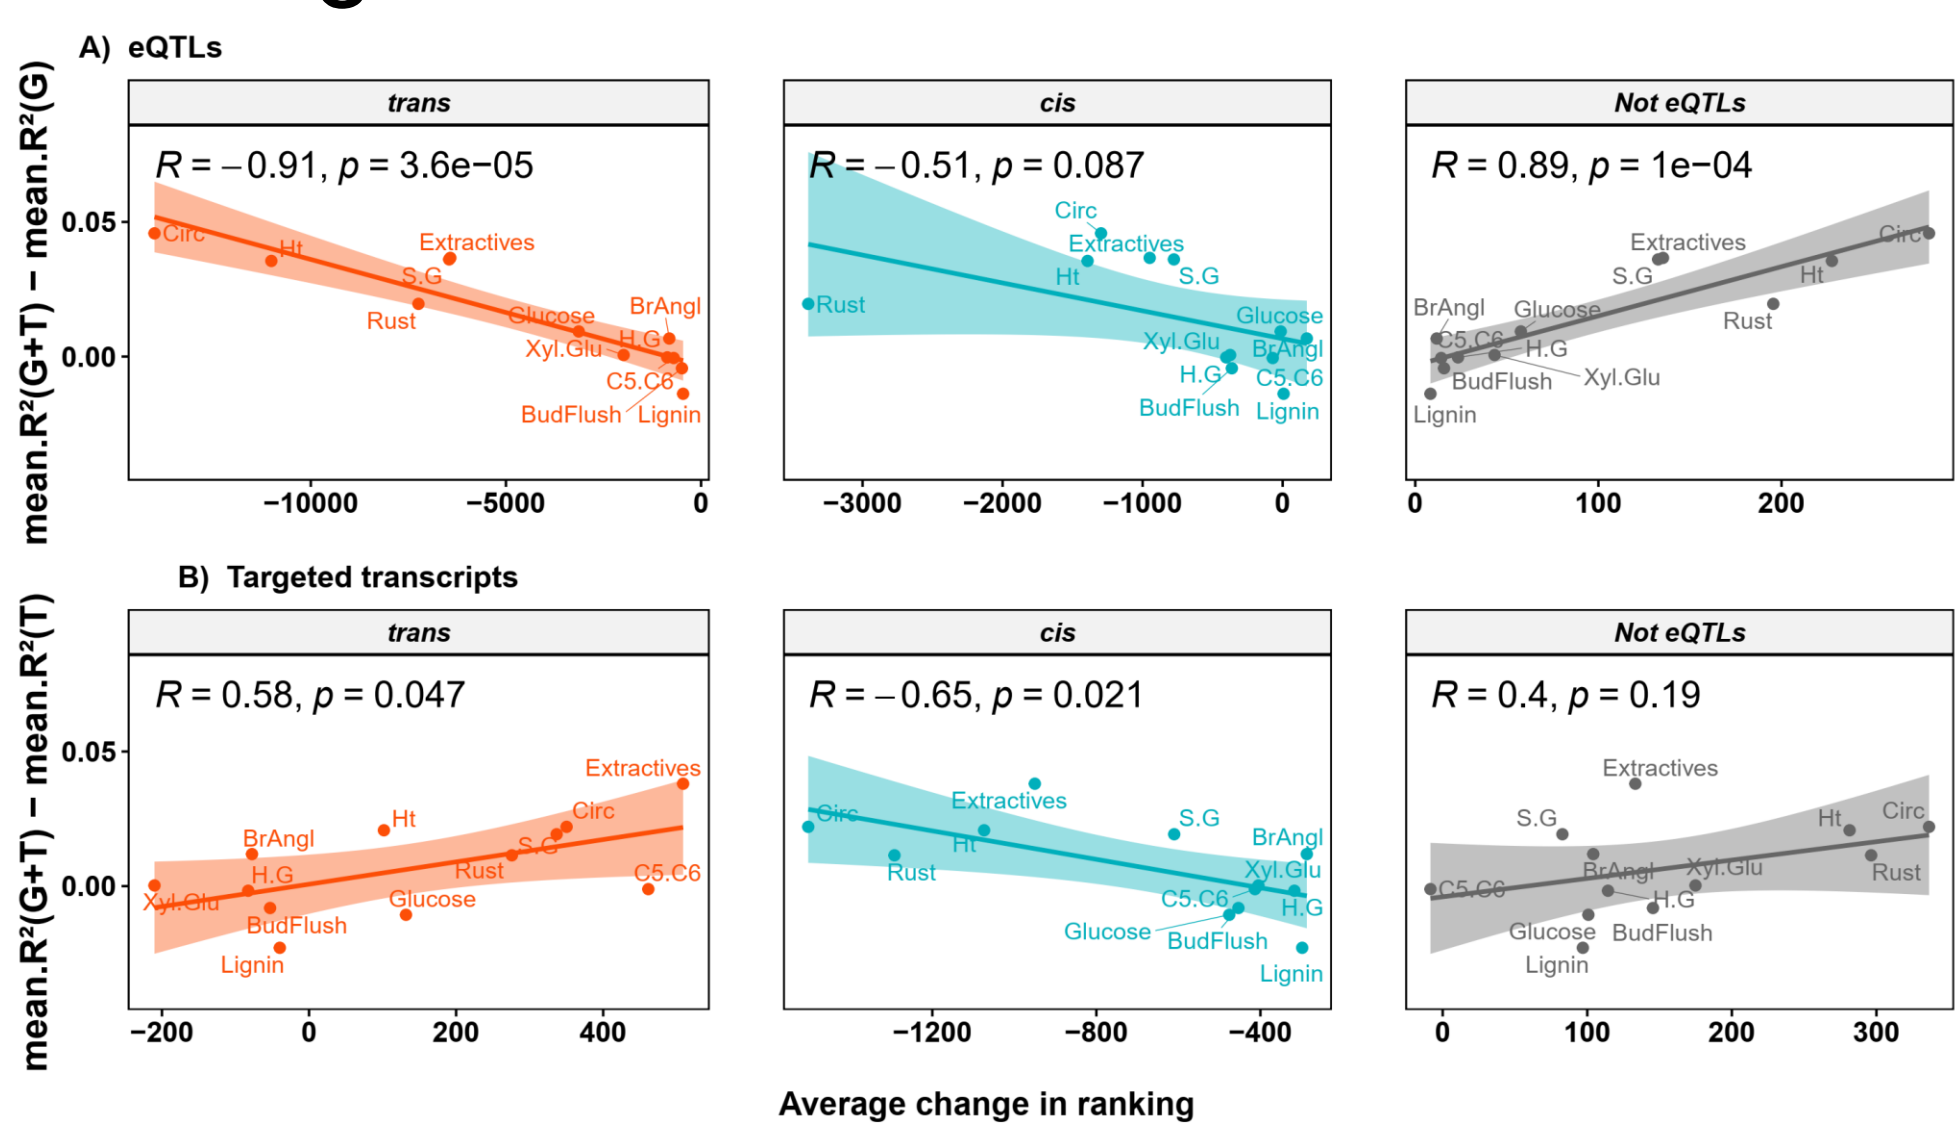 A) eQTLs
mean.R²(G+T) − mean.R²(G)
trans
R = −0.91, p = 3.6e−05
Circ
Ht
Extractives
S.G
Rust
Glucose
BrAngl
H.G
Xyl.Glu
C5.C6
BudFlush
Lignin
0.05
0.00
−10000
−5000
0
cis
R = −0.51, p = 0.087
Circ
Extractives
Ht
S.G
Rust
Glucose
Xyl.Glu
BrAngl
H.G
C5.C6
BudFlush
Lignin
−3000
−2000
−1000
0
Not eQTLs
R = 0.89, p = 1e−04
Circ
Extractives
S.G
Ht
BrAngl
Glucose
Rust
C5.C6
H.G
BudFlush
Xyl.Glu
Lignin
0
100
200
B) Targeted transcripts
mean.R²(G+T) − mean.R²(T)
trans
R = 0.58, p = 0.047
Extractives
Circ
Ht
BrAngl
S.G
H.G
Rust
C5.C6
Xyl.Glu
Glucose
BudFlush
Lignin
0.05
0.00
−200
0
200
400
cis
R = −0.65, p = 0.021
Extractives
Circ
S.G
BrAngl
Ht
Rust
Xyl.Glu
C5.C6
H.G
Glucose
BudFlush
Lignin
−1200
−800
−400
Not eQTLs
R = 0.4, p = 0.19
Extractives
S.G
Ht
Circ
BrAngl
Xyl.Glu
Rust
C5.C6
H.G
Glucose
BudFlush
Lignin
0
100
200
300
Average change in ranking